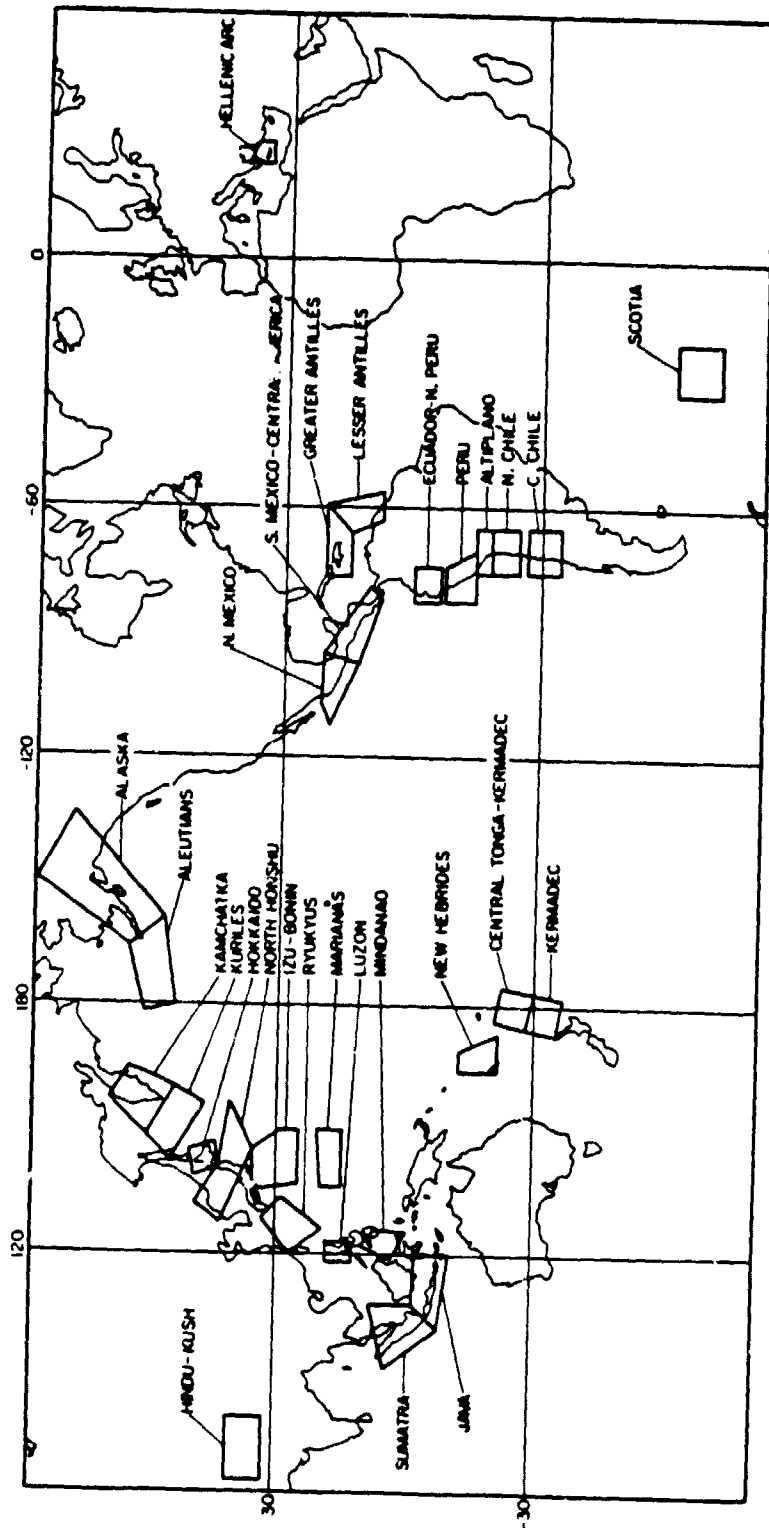 120
180
-120
-60
0
30
-30
HINDU-KUSH
SUMATRA
JAVA
KAMCHATKA
KURILES
HOKKAIDO
NORTH HONSHU
IZU-BONIN
RYUKYUS
MARIANAS
LUZON
MINDANAO
NEW HEBRIDES
CENTRAL TONGA-KERMADEC
KERMADEC
ALASKA
ALEUTIANS
N. MEXICO
S. MEXICO-CENTRA
GREATER ANTILLES
LESSER ANTILLES
ECUADOR-N. PERU
PERU
ALTIPLANO
N. CHILE
C. CHILE
SCOTIA
HELLENIC ARC